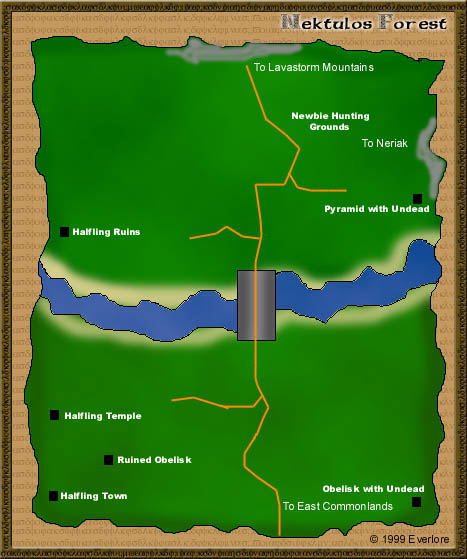 Nektulos Forest
To Lavastorm Mountains
Newbie Hunting
Grounds
To Neriak
Pyramid with Undead
Halfling Ruins
Halfling Temple
Ruined Obelisk
Halfling Town
Obelisk with Undead
To East Commonlands
© 1999 Everlore